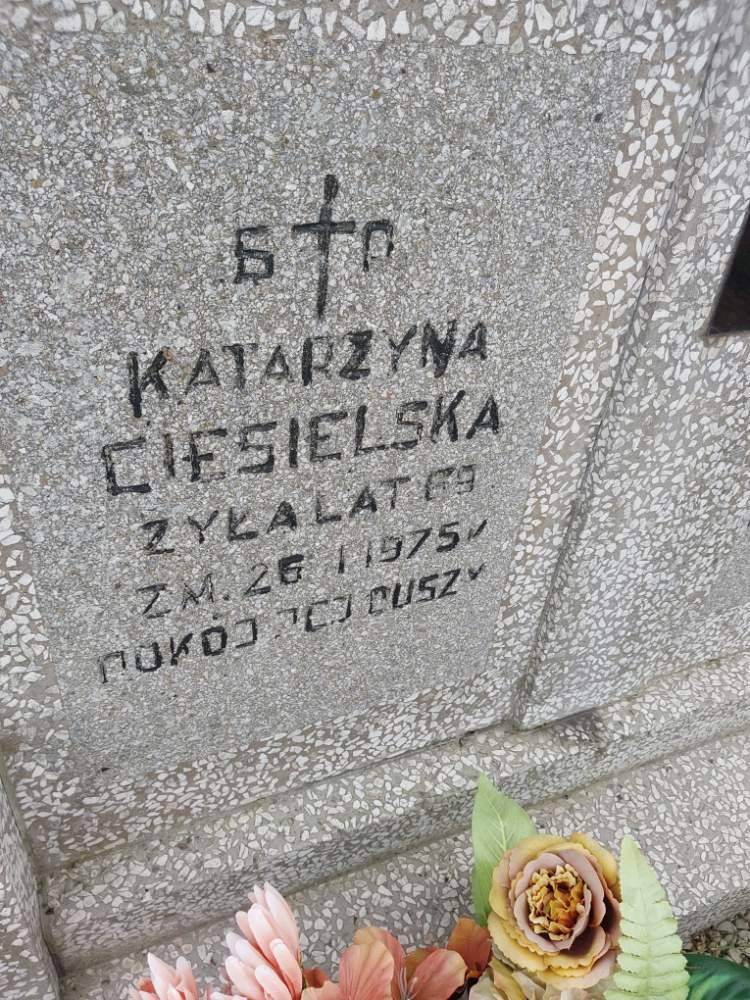 Ś † P
KATARZYNA
CIESIELSKA
ŻYŁA LAT 69
ZM. 26 I 1975 r
POKÓJ JEJ DUSZY